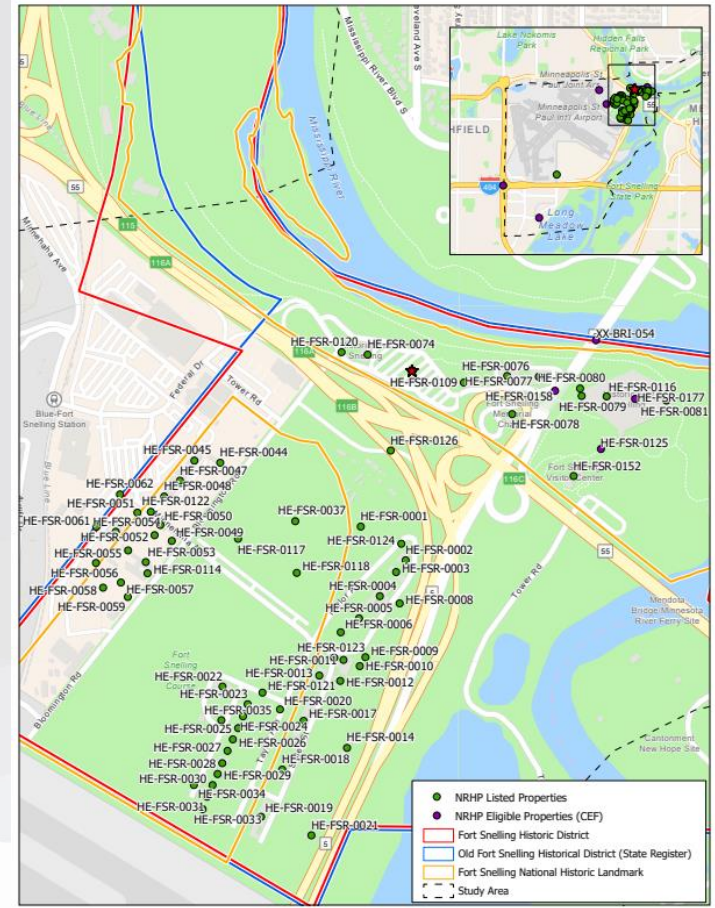 Mississippi River Blvd S
Cleveland Ave S
Lake Nokomis
Park
Hidden Falls
Regional Park
Minneapolis-St
Paul Joint Air
Minneapolis-St
Paul Int'l Airport
55
HFIELD
494
Fort Snelling
State Park
Long
Meadow
Lake
5
Blue Line
Mississippi
River
55
115
Minnehaha Ave
116A
XX-BRI-054
116A
HE-FSR-0120
HE-FSR-0074
Snelling
Federal Dr
HE-FSR-0109
HE-FSR-0076
HE-FSR-0077
HE-FSR-0080
HE-FSR-0116
HE-FSR-0158
HE-FSR-0079
HE-FSR-0177
HE-FSR-0081
Fort Snelling
Memorial
HE-FSR-0078
Tower Rd
116B
Blue-Fort
Snelling Station
HE-FSR-0126
HE-FSR-0125
116C
HE-FSR-0152
HE-FSR-0045
HE-FSR-0044
HE-FSR-0047
HE-FSR-0062
HE-FSR-0048
HE-FSR-0051
HE-FSR-0122
HE-FSR-0061
HE-FSR-0054
HE-FSR-0050
HE-FSR-0052
HE-FSR-0049
HE-FSR-0037
HE-FSR-0001
Blue Line
HE-FSR-0055
HE-FSR-0053
HE-FSR-0117
HE-FSR-0124
HE-FSR-0002
55
HE-FSR-0056
HE-FSR-0114
HE-FSR-0118
HE-FSR-0003
HE-FSR-0058
HE-FSR-0057
HE-FSR-0004
HE-FSR-0059
HE-FSR-0005
HE-FSR-0008
5
Tower Rd
HE-FSR-0006
Mendota
Bridge/Minnesota
River Ferry Site
Fort
Snelling
Course
HE-FSR-0123
HE-FSR-0009
HE-FSR-0011
HE-FSR-0010
HE-FSR-0013
HE-FSR-0012
HE-FSR-0022
HE-FSR-0121
HE-FSR-0023
HE-FSR-0020
HE-FSR-0035
HE-FSR-0017
Bloomington Rd
HE-FSR-0025
HE-FSR-0024
HE-FSR-0026
HE-FSR-0014
HE-FSR-0027
HE-FSR-0018
Cantonment
New Hope Site
HE-FSR-0028
HE-FSR-0029
HE-FSR-0030
HE-FSR-0034
HE-FSR-0031
HE-FSR-0033
HE-FSR-0019
HE-FSR-0021
5
NRHP Listed Properties
NRHP Eligible Properties (CEF)
Fort Snelling Historic District
Old Fort Snelling Historical District (State Register)
Fort Snelling National Historic Landmark
Study Area